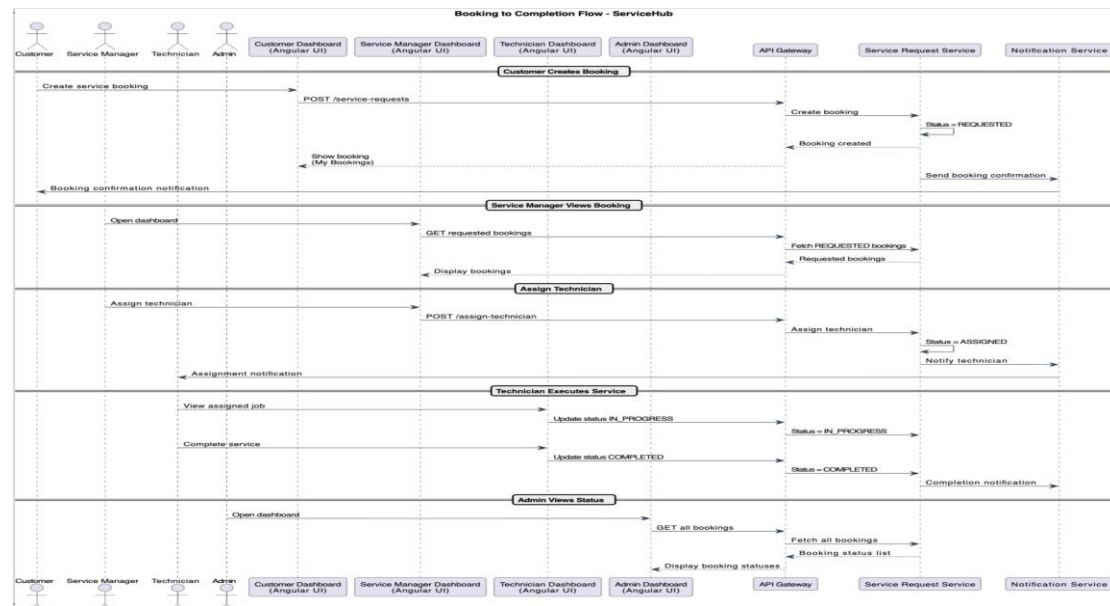 Booking to Completion Flow - ServiceHub
Customer
Service Manager
Technician
Admin
Customer Dashboard
(Angular UI)
Service Manager Dashboard
(Angular UI)
Technician Dashboard
(Angular UI)
Admin Dashboard
(Angular UI)
API Gateway
Service Request Service
Notification Service
Customer Creates Booking
Create service booking
POST /service-requests
Create booking
Status = REQUESTED
Booking created
Show booking
(My Bookings)
Send booking confirmation
Booking confirmation notification
Service Manager Views Booking
Open dashboard
GET requested bookings
Fetch REQUESTED bookings
Requested bookings
Display bookings
Assign Technician
Assign technician
POST /assign-technician
Assign technician
Status = ASSIGNED
Notify technician
Assignment notification
Technician Executes Service
View assigned job
Update status IN_PROGRESS
Status = IN_PROGRESS
Complete service
Update status COMPLETED
Status = COMPLETED
Completion notification
Admin Views Status
Open dashboard
GET all bookings
Fetch all bookings
Booking status list
Display booking statuses
Customer
Service Manager
Technician
Admin
Customer Dashboard
(Angular UI)
Service Manager Dashboard
(Angular UI)
Technician Dashboard
(Angular UI)
Admin Dashboard
(Angular UI)
API Gateway
Service Request Service
Notification Service